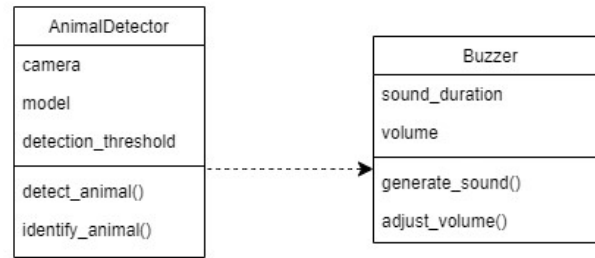 AnimalDetector
camera
model
detection_threshold
detect_animal()
identify_animal()
Buzzer
sound_duration
volume
generate_sound()
adjust_volume()